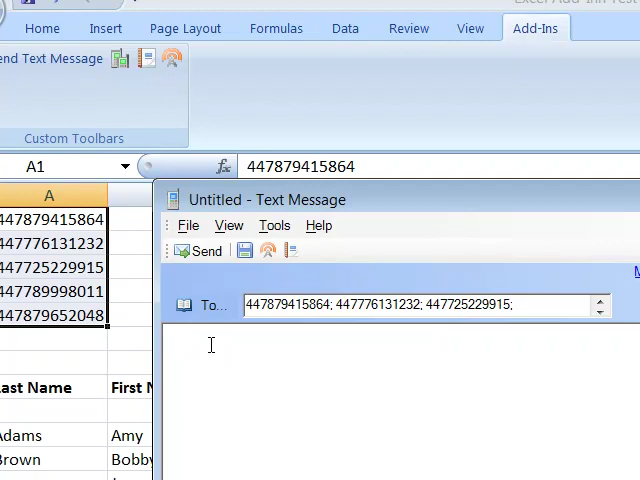 Excel Add-Inn Test
Home Insert Page Layout Formulas Data Review View Add-Ins
end Text Message
Custom Toolbars
A1 fx 447879415864
A
447879415864
447776131232
447725229915
447789998011
447879652048
Untitled - Text Message
File View Tools Help
Send
To... 447879415864; 447776131232; 447725229915;
ast Name First N
Adams Amy
Brown Bobby